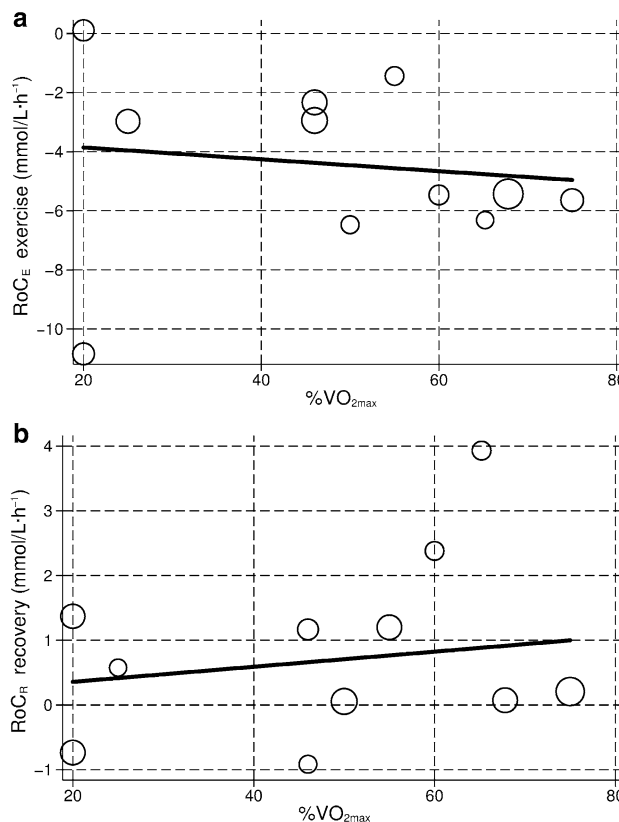 a
RoC_E exercise (mmol/L·h⁻¹)
0
−2
−4
−6
−8
−10
20 40 60 80
%VO₂max
b
RoC_R recovery (mmol/L·h⁻¹)
4
3
2
1
0
−1
20 40 60 80
%VO₂max